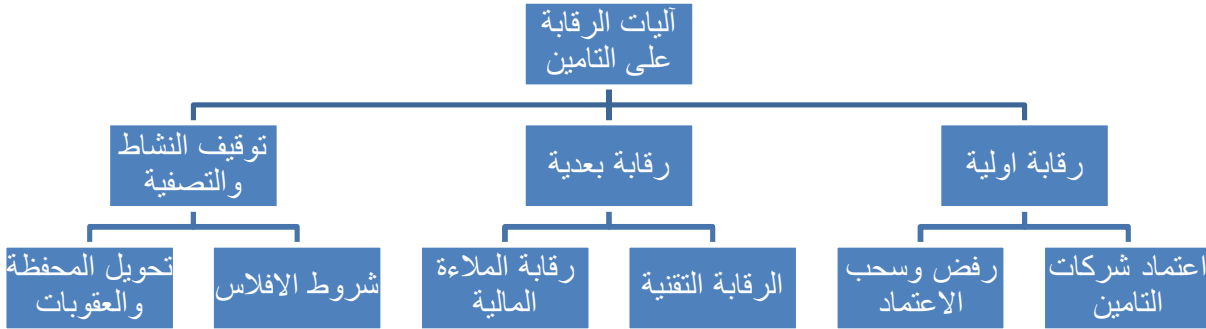 آليات الرقابة
على التامين
رقابة اولية
رقابة بعدية
توقيف النشاط
والتصفية
اعتماد شركات
التامين
رفض وسحب
الاعتماد
الرقابة التقنية
رقابة الملاءة
المالية
شروط الافلاس
تحويل المحفظة
والعقوبات